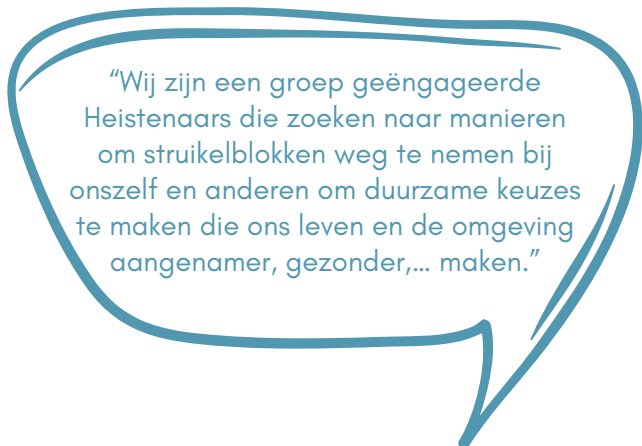 “Wij zijn een groep geëngageerde
Heistenaars die zoeken naar manieren
om struikelblokken weg te nemen bij
onszelf en anderen om duurzame keuzes
te maken die ons leven en de omgeving
aangenamer, gezonder,... maken.”